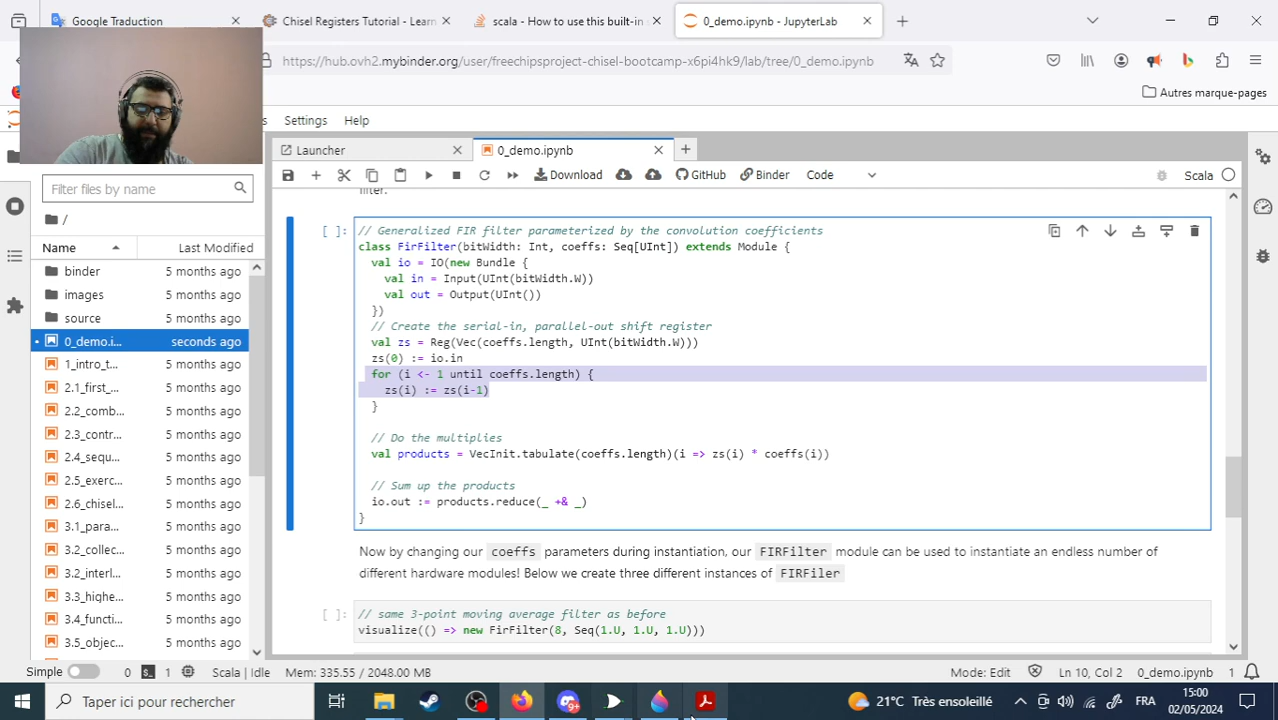 Google Traduction
Chisel Registers Tutorial - Learn
scala - How to use this built-in s
0_demo.ipynb - JupyterLab
https://hub.ovh2.mybinder.org/user/freechipsproject-chisel-bootcamp-x6pi4hk9/lab/tree/0_demo.ipynb
Autres marque-pages
Settings
Help
Launcher
0_demo.ipynb
Filter files by name
Download
GitHub
Binder
Code
Scala
/
Name
Last Modified
binder
5 months ago
images
5 months ago
source
5 months ago
0_demo.i...
seconds ago
1_intro_t...
5 months ago
2.1_first_...
5 months ago
2.2_comb...
5 months ago
2.3_contr...
5 months ago
2.4_sequ...
5 months ago
2.5_exerc...
5 months ago
2.6_chisel...
5 months ago
3.1_para...
5 months ago
3.2_collec...
5 months ago
3.2_interl...
5 months ago
3.3_highe...
5 months ago
3.4_functi...
5 months ago
3.5_objec...
5 months ago
filter.
[ ]:
// Generalized FIR filter parameterized by the convolution coefficients
class FirFilter(bitWidth: Int, coeffs: Seq[UInt]) extends Module {
val io = IO(new Bundle {
val in = Input(UInt(bitWidth.W))
val out = Output(UInt())
})
// Create the serial-in, parallel-out shift register
val zs = Reg(Vec(coeffs.length, UInt(bitWidth.W)))
zs(0) := io.in
for (i <- 1 until coeffs.length) {
zs(i) := zs(i-1)
}
// Do the multiplies
val products = VecInit.tabulate(coeffs.length)(i => zs(i) * coeffs(i))
// Sum up the products
io.out := products.reduce(_ +& _)
}
Now by changing our coeffs parameters during instantiation, our FIRFilter module can be used to instantiate an endless number of
different hardware modules! Below we create three different instances of FIRFiler
[ ]:
// same 3-point moving average filter as before
visualize(() => new FirFilter(8, Seq(1.U, 1.U, 1.U)))
Simple
0
1
Scala | Idle
Mem: 335.55 / 2048.00 MB
Mode: Edit
Ln 10, Col 2
0_demo.ipynb
1
Taper ici pour rechercher
21°C Très ensoleillé
FRA
15:00
02/05/2024